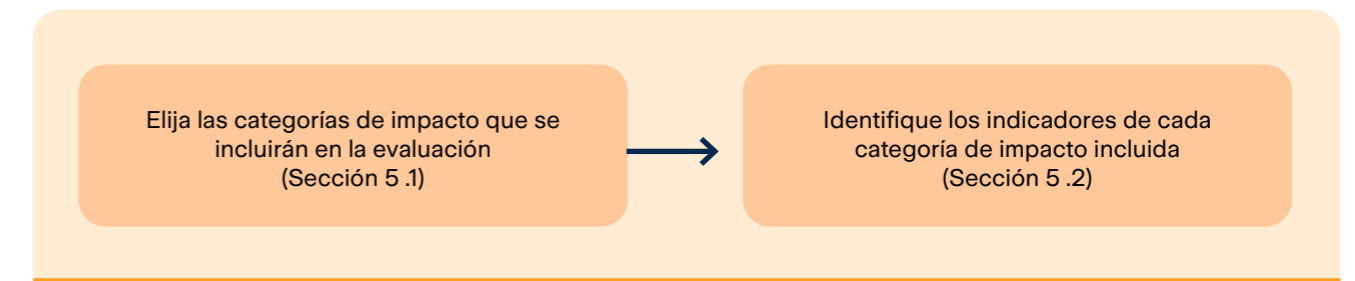 Elija las categorías de impacto que se
incluirán en la evaluación
(Sección 5 .1)
Identifique los indicadores de cada
categoría de impacto incluida
(Sección 5 .2)